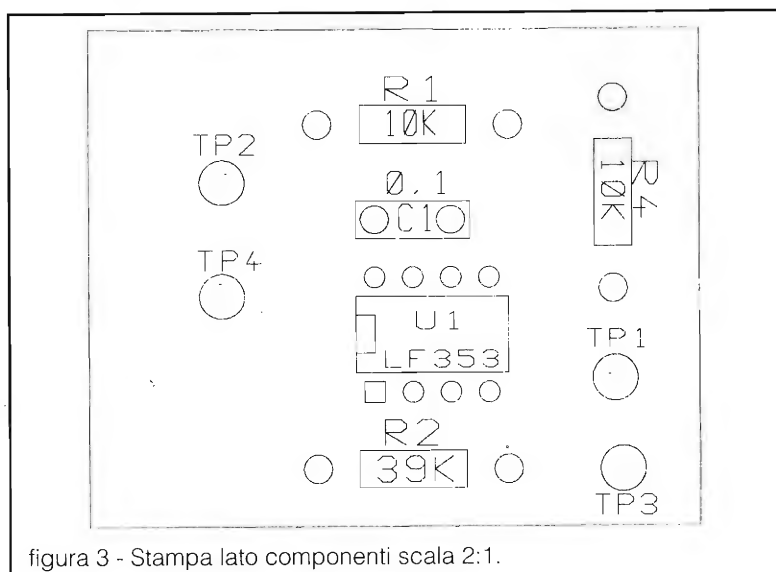 R1
10K
TP2
0.1
C1
R4
10K
TP4
U1
LF353
TP1
R2
39K
TP3
figura 3 - Stampa lato componenti scala 2:1.